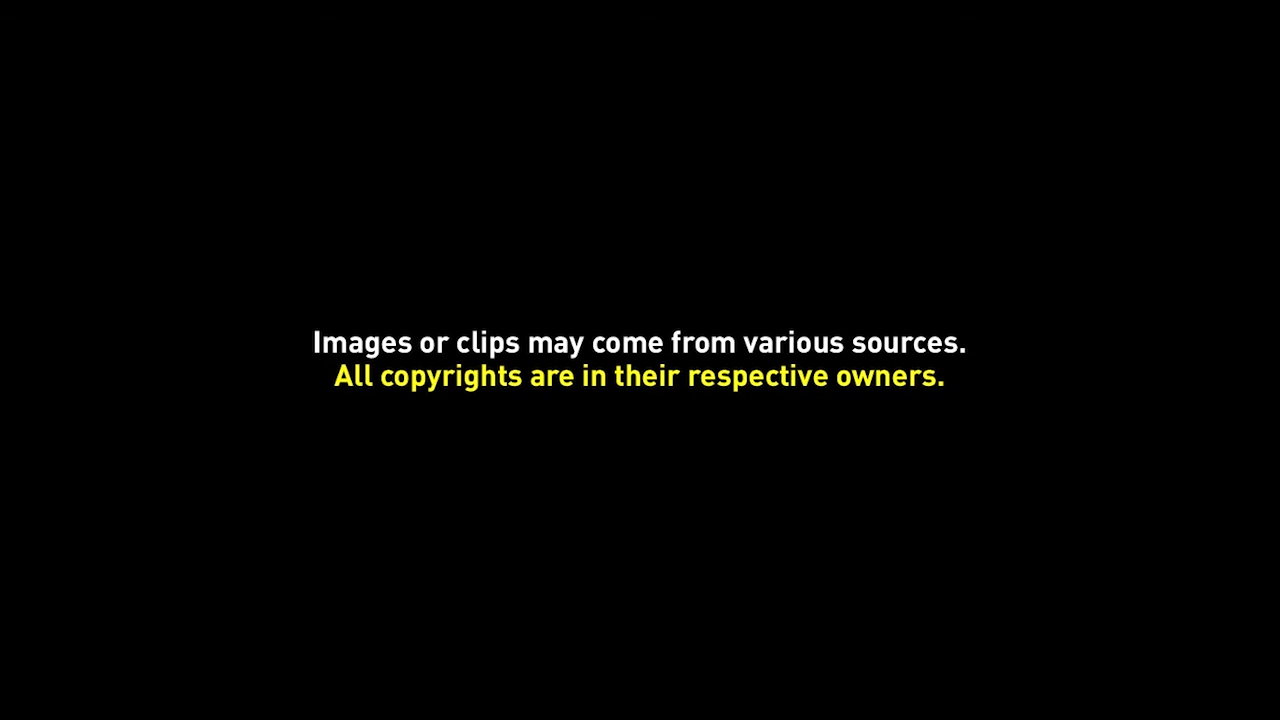 Images or clips may come from various sources.
All copyrights are in their respective owners.